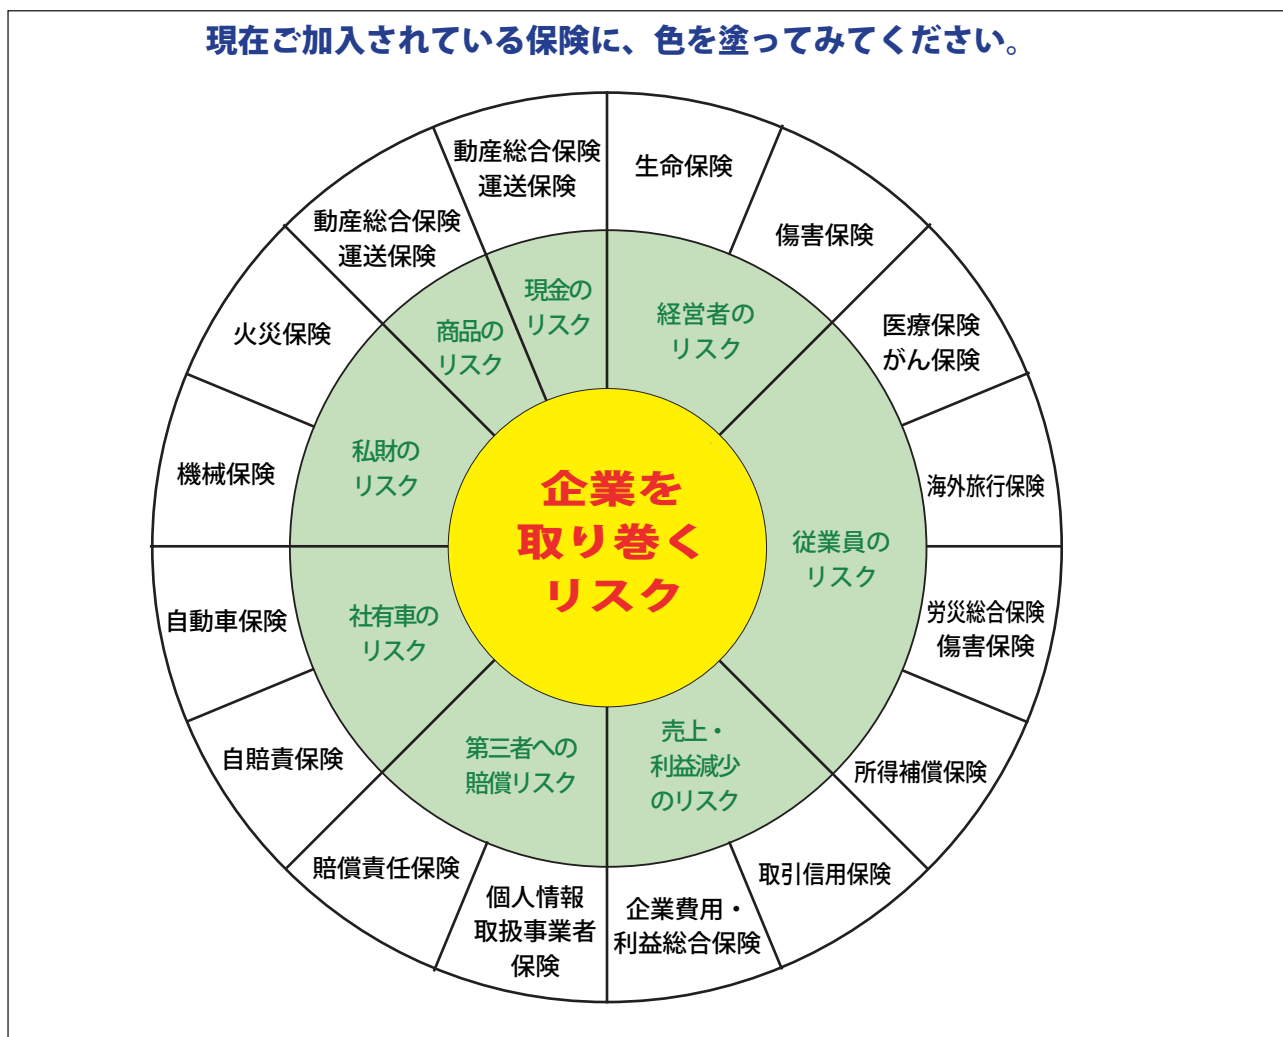 現在ご加入されている保険に、色を塗ってみてください。
動産総合保険
運送保険
生命保険
動産総合保険
運送保険
傷害保険
現金の
リスク
経営者の
リスク
商品の
リスク
火災保険
医療保険
がん保険
私財の
リスク
機械保険
海外旅行保険
企業を
取り巻く
リスク
従業員の
リスク
自動車保険
社有車の
リスク
労災総合保険
傷害保険
自賠責保険
第三者への
賠償リスク
売上・
利益減少
のリスク
所得補償保険
賠償責任保険
個人情報
取扱事業者
保険
企業費用・
利益総合保険
取引信用保険